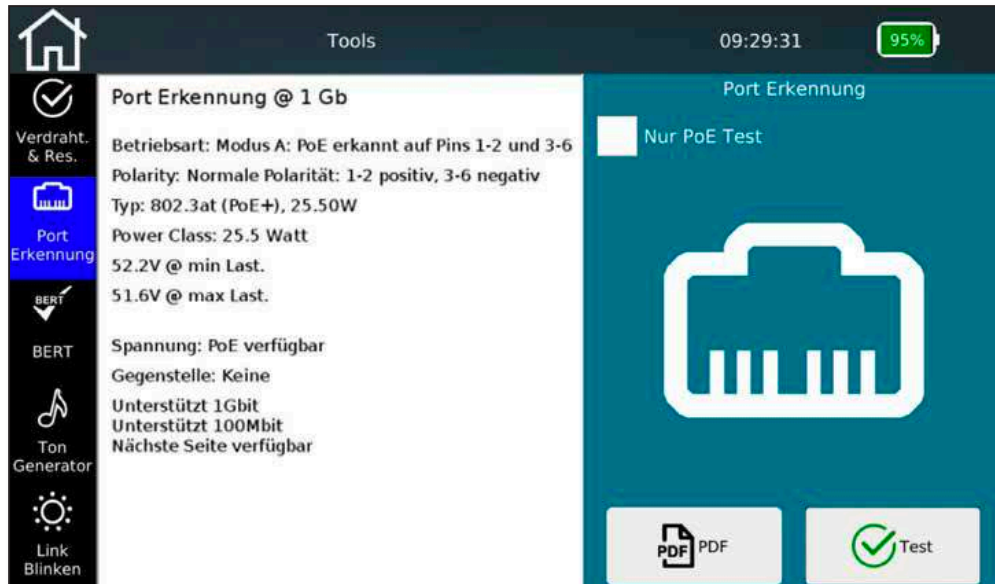 Tools
09:29:31
95%
Verdraht.
& Res.
Port
Erkennung
BERT
BERT
Ton
Generator
Link
Blinken
Port Erkennung @ 1 Gb
Betriebsart: Modus A: PoE erkannt auf Pins 1-2 und 3-6
Polarity: Normale Polarität: 1-2 positiv, 3-6 negativ
Typ: 802.3at (PoE+), 25.50W
Power Class: 25.5 Watt
52.2V @ min Last.
51.6V @ max Last.
Spannung: PoE verfügbar
Gegenstelle: Keine
Unterstützt 1Gbit
Unterstützt 100Mbit
Nächste Seite verfügbar
Port Erkennung
Nur PoE Test
PDF PDF
Test